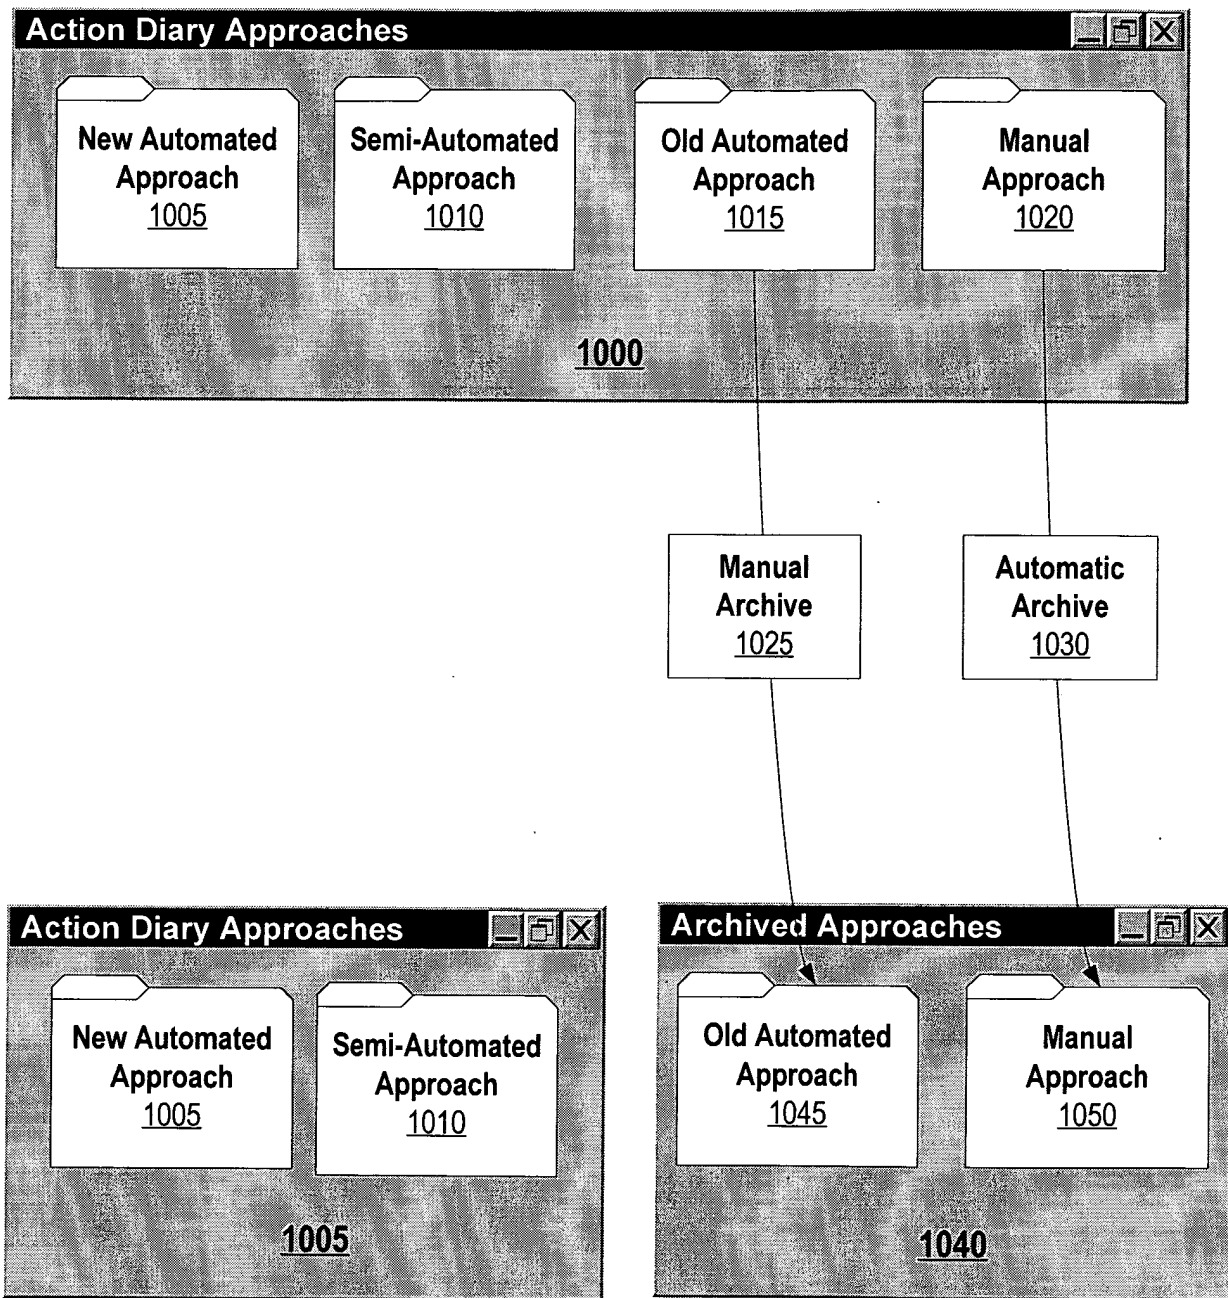 Action Diary Approaches
New Automated
Approach
1005
Semi-Automated
Approach
1010
Old Automated
Approach
1015
Manual
Approach
1020
1000
Manual
Archive
1025
Automatic
Archive
1030
Action Diary Approaches
New Automated
Approach
1005
Semi-Automated
Approach
1010
1005
Archived Approaches
Old Automated
Approach
1045
Manual
Approach
1050
1040